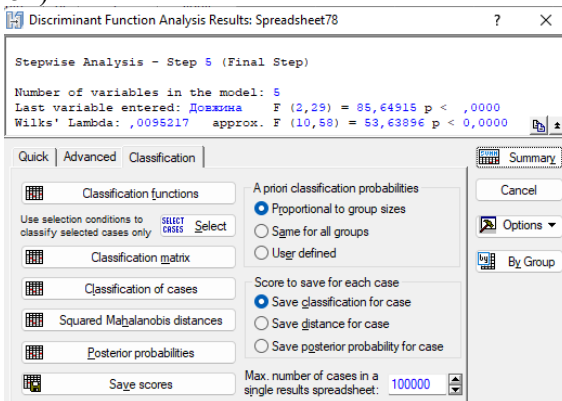 Discriminant Function Analysis Results: Spreadsheet78 ? ×
Stepwise Analysis - Step 5 (Final Step)
Number of variables in the model: 5
Last variable entered: Довжина F (2,29) = 85,64915 p < ,0000
Wilks' Lambda: ,0095217 approx. F (10,58) = 53,63896 p < 0,0000
Quick Advanced Classification
Summary
Cancel
Options
By Group
Classification functions
Use selection conditions to
classify selected cases only
SELECT
CASES
Select
Classification matrix
Classification of cases
Squared Mahalanobis distances
Posterior probabilities
Save scores
A priori classification probabilities
Proportional to group sizes
Same for all groups
User defined
Score to save for each case
Save classification for case
Save distance for case
Save posterior probability for case
Max. number of cases in a
single results spreadsheet: 100000